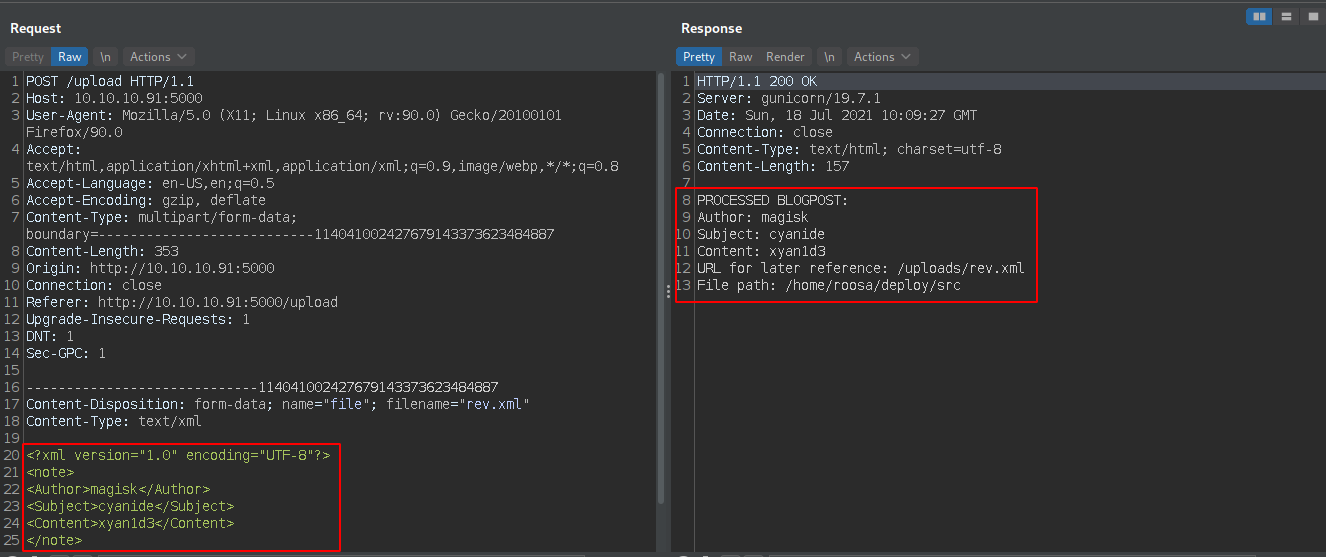 Request
Pretty Raw \n Actions
1 POST /upload HTTP/1.1
2 Host: 10.10.10.91:5000
3 User-Agent: Mozilla/5.0 (X11; Linux x86_64; rv:90.0) Gecko/20100101
Firefox/90.0
4 Accept:
text/html,application/xhtml+xml,application/xml;q=0.9,image/webp,*/*;q=0.8
5 Accept-Language: en-US,en;q=0.5
6 Accept-Encoding: gzip, deflate
7 Content-Type: multipart/form-data;
boundary=---------------------------114041002427679143373623484887
8 Content-Length: 353
9 Origin: http://10.10.10.91:5000
10 Connection: close
11 Referer: http://10.10.10.91:5000/upload
12 Upgrade-Insecure-Requests: 1
13 DNT: 1
14 Sec-GPC: 1
15
16 -----------------------------114041002427679143373623484887
17 Content-Disposition: form-data; name="file"; filename="rev.xml"
18 Content-Type: text/xml
19
20 <?xml version="1.0" encoding="UTF-8"?>
21 <note>
22 <Author>magisk</Author>
23 <Subject>cyanide</Subject>
24 <Content>xyan1d3</Content>
25 </note>
Response
Pretty Raw Render \n Actions
1 HTTP/1.1 200 OK
2 Server: gunicorn/19.7.1
3 Date: Sun, 18 Jul 2021 10:09:27 GMT
4 Connection: close
5 Content-Type: text/html; charset=utf-8
6 Content-Length: 157
7
8 PROCESSED BLOGPOST:
9 Author: magisk
10 Subject: cyanide
11 Content: xyan1d3
12 URL for later reference: /uploads/rev.xml
13 File path: /home/roosa/deploy/src